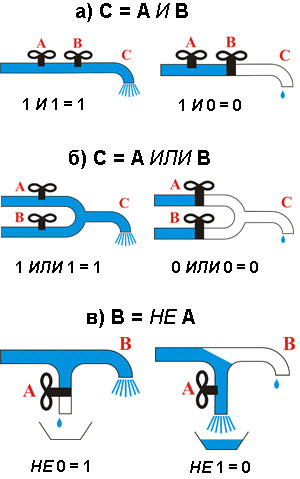 а) C = A И B
A B C A B C
1 И 1 = 1 1 И 0 = 0
б) C = A ИЛИ B
A C A C
B B
1 ИЛИ 1 = 1 0 ИЛИ 0 = 0
в) B = НЕ A
B B
A A
НЕ 0 = 1 НЕ 1 = 0